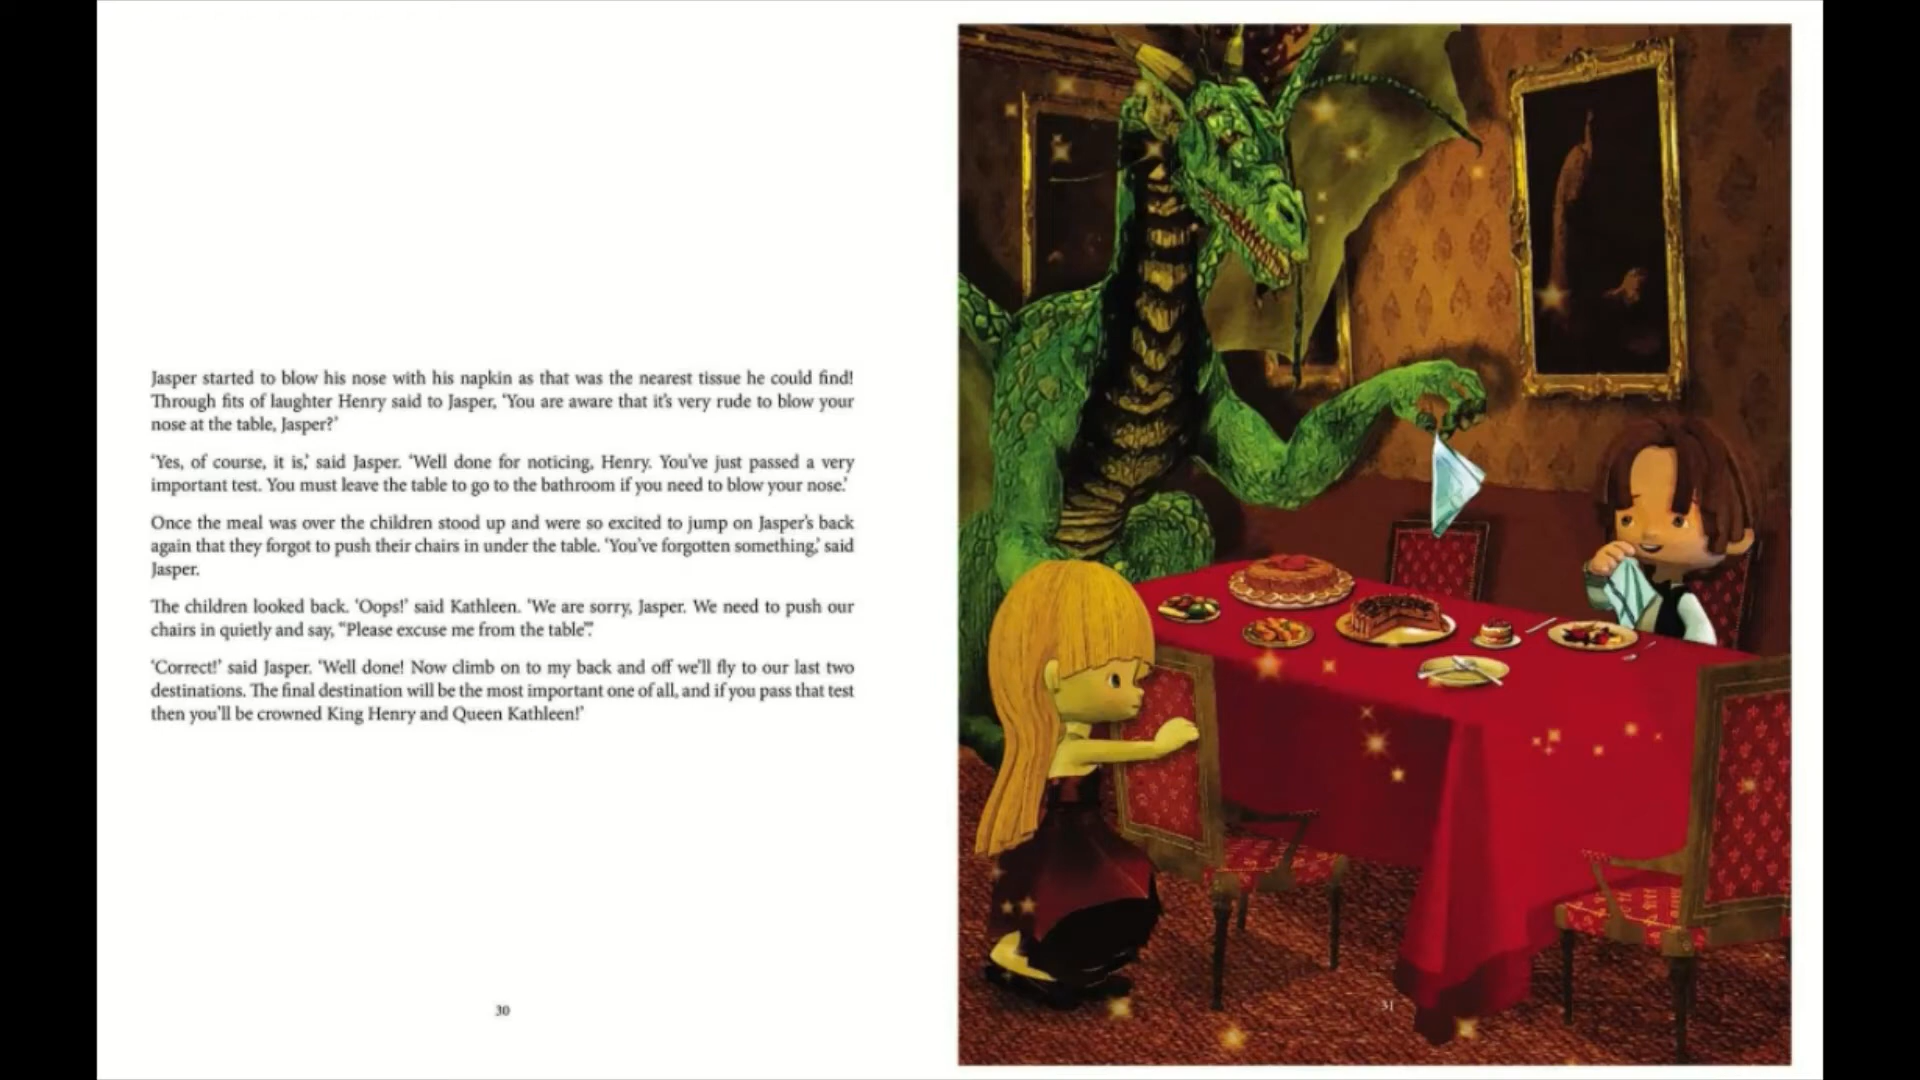 Jasper started to blow his nose with his napkin as that was the nearest tissue he could find!
Through fits of laughter Henry said to Jasper, ‘You are aware that it’s very rude to blow your
nose at the table, Jasper?’
‘Yes, of course, it is,’ said Jasper. ‘Well done for noticing, Henry. You’ve just passed a very
important test. You must leave the table to go to the bathroom if you need to blow your nose.’
Once the meal was over the children stood up and were so excited to jump on Jasper’s back
again that they forgot to push their chairs in under the table. ‘You’ve forgotten something,’ said
Jasper.
The children looked back. ‘Oops!’ said Kathleen. ‘We are sorry, Jasper. We need to push our
chairs in quietly and say, “Please excuse me from the table”.’
‘Correct!’ said Jasper. ‘Well done! Now climb on to my back and off we’ll fly to our last two
destinations. The final destination will be the most important one of all, and if you pass that test
then you’ll be crowned King Henry and Queen Kathleen!’
30
31